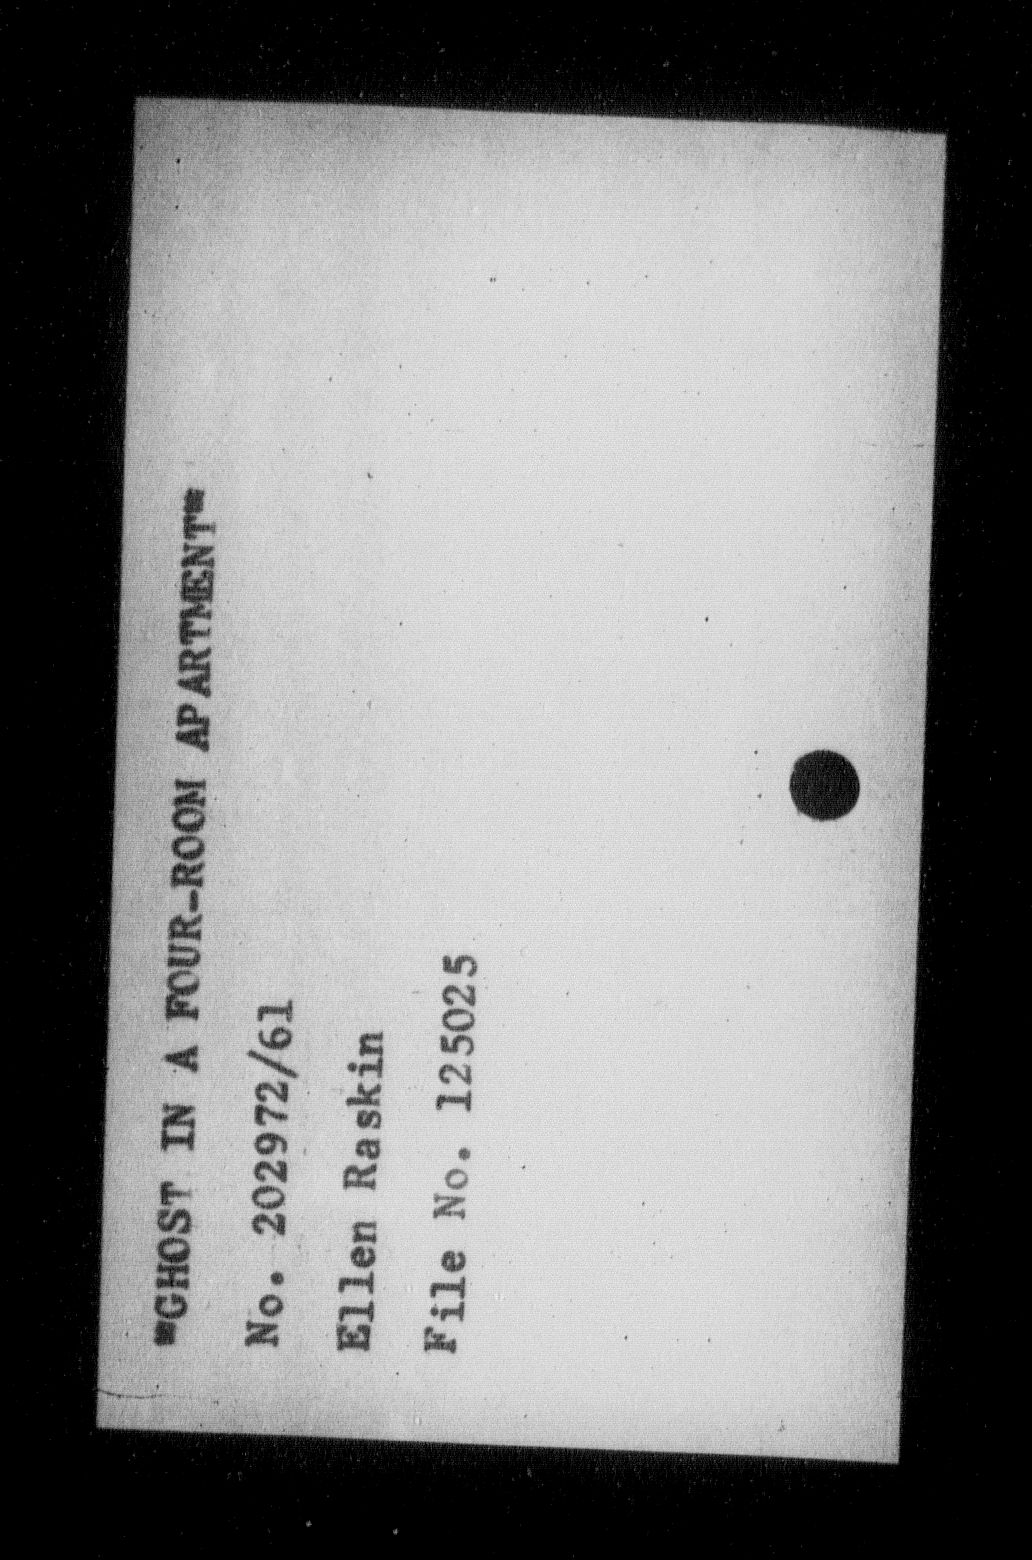 "GHOST IN A FOUR-ROOM APARTMENT"
No. 202972/61
Ellen Raskin
File No. 125025